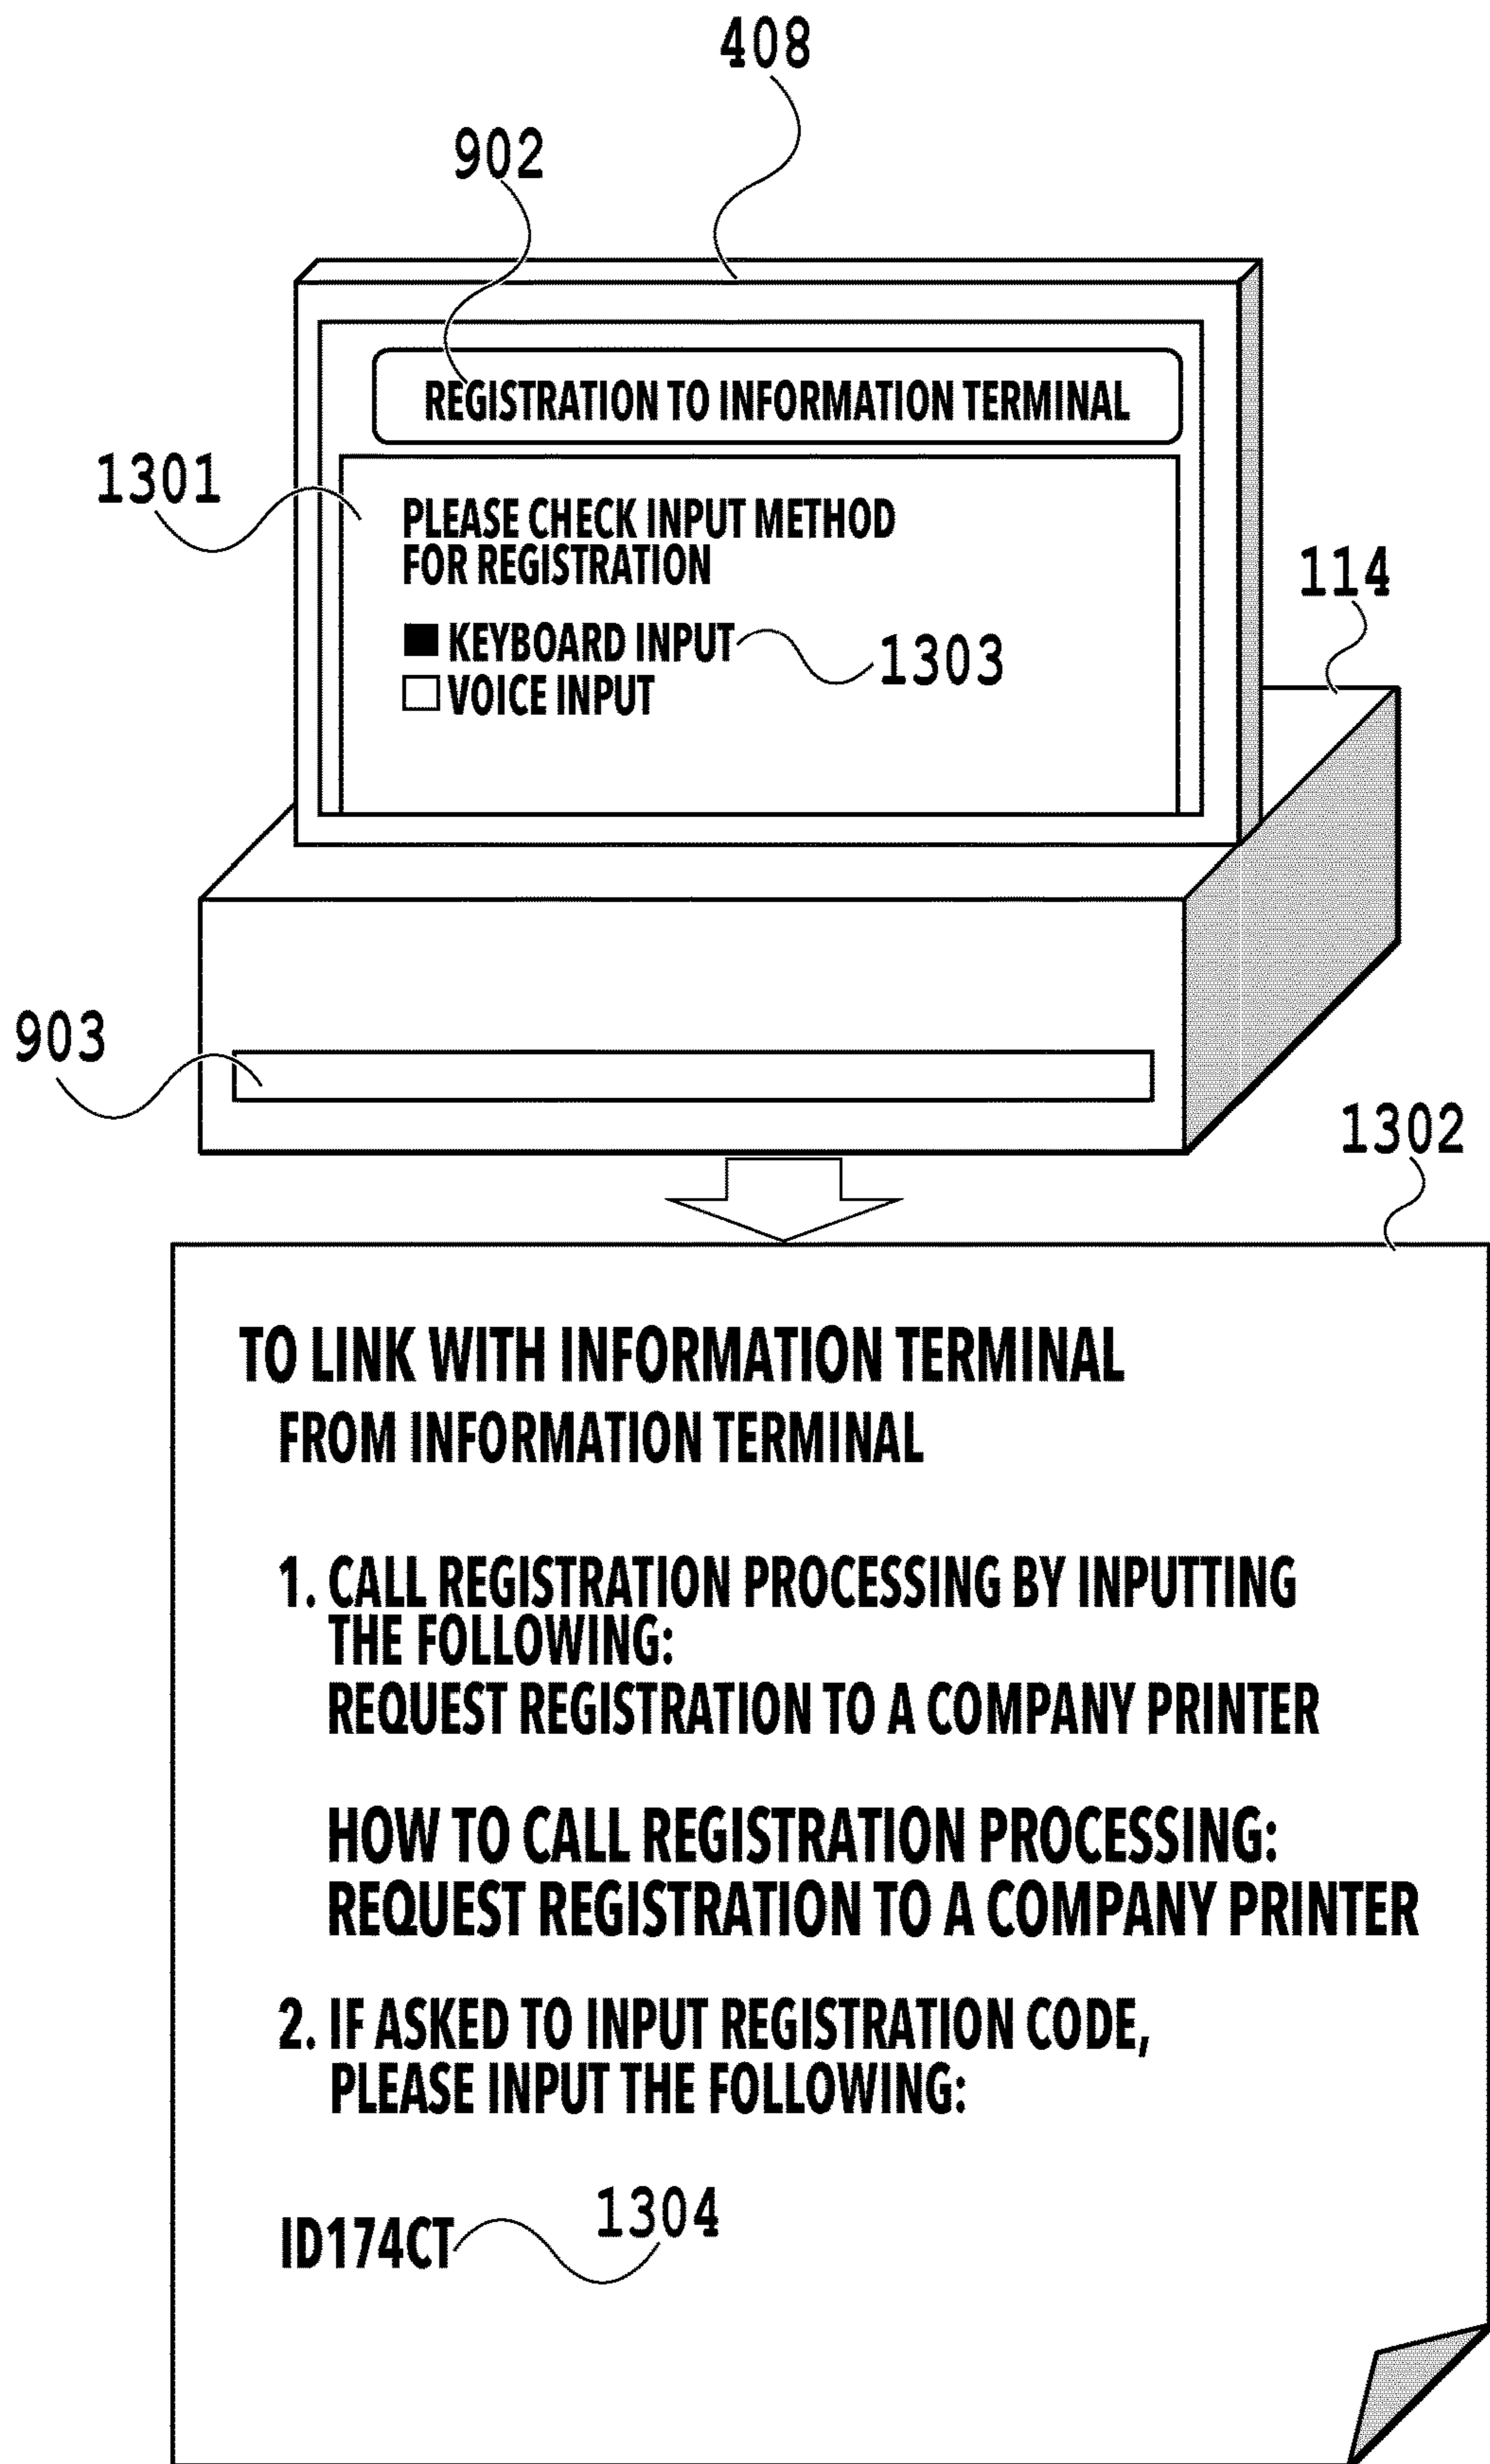 408
902
REGISTRATION TO INFORMATION TERMINAL
1301
PLEASE CHECK INPUT METHOD
FOR REGISTRATION
114
■ KEYBOARD INPUT
1303
□ VOICE INPUT
903
1302
TO LINK WITH INFORMATION TERMINAL
FROM INFORMATION TERMINAL
1. CALL REGISTRATION PROCESSING BY INPUTTING
THE FOLLOWING:
REQUEST REGISTRATION TO A COMPANY PRINTER
HOW TO CALL REGISTRATION PROCESSING:
REQUEST REGISTRATION TO A COMPANY PRINTER
2. IF ASKED TO INPUT REGISTRATION CODE,
PLEASE INPUT THE FOLLOWING:
1304
ID174CT